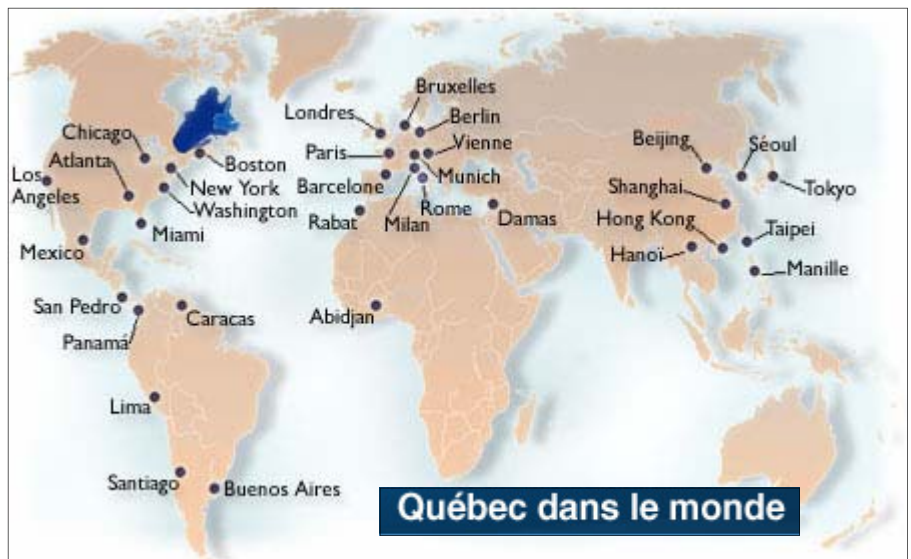 Bruxelles
Londres
Berlin
Chicago
Vienne
Beijing
Séoul
Atlanta
Paris
Boston
Los
Angeles
New York
Barcelone
Munich
Shanghai
Tokyo
Washington
Rabat
Milan
Rome
Damas
Hong Kong
Miami
Taipei
Mexico
Hanoï
Manille
San Pedro
Caracas
Abidjan
Panamá
Lima
Santiago
Buenos Aires
Québec dans le monde